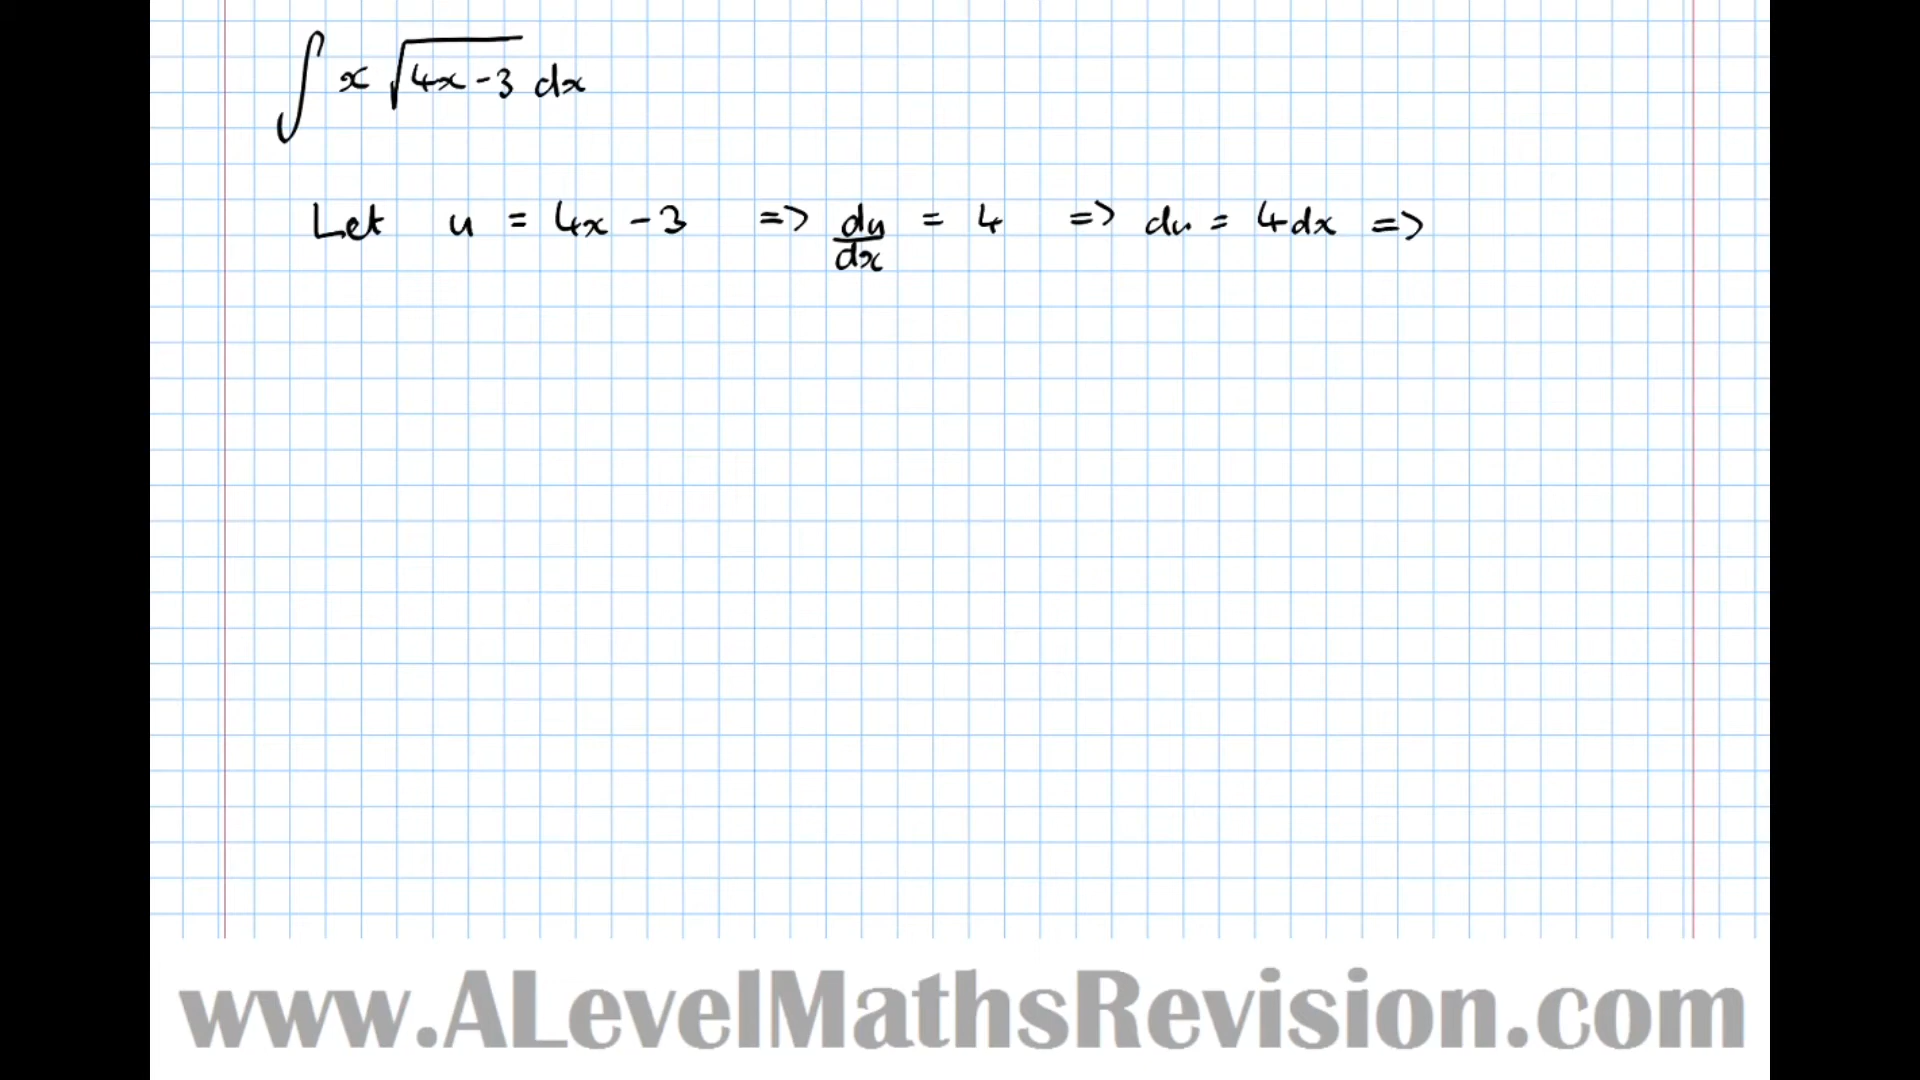 ∫ x √(4x-3) dx
Let u = 4x - 3 => du/dx = 4 => du = 4dx =>
www.ALevelMathsRevision.com